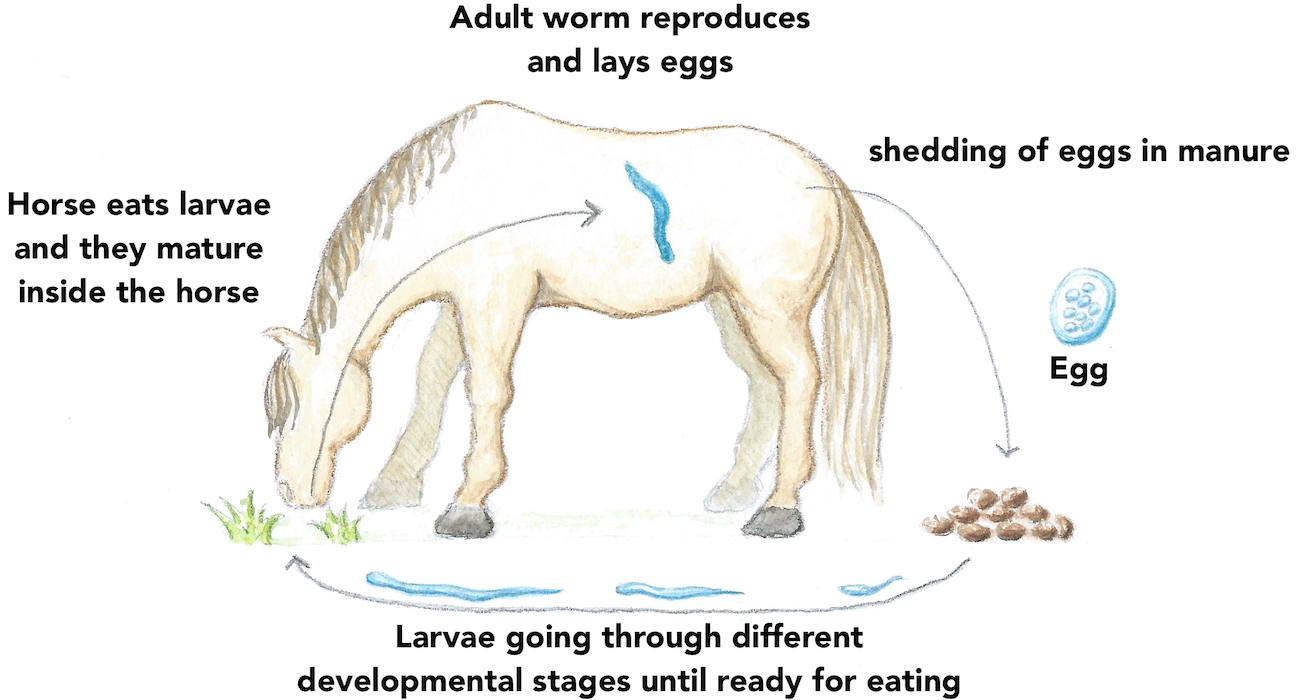 Adult worm reproduces
and lays eggs
shedding of eggs in manure
Horse eats larvae
and they mature
inside the horse
Egg
Larvae going through different
developmental stages until ready for eating